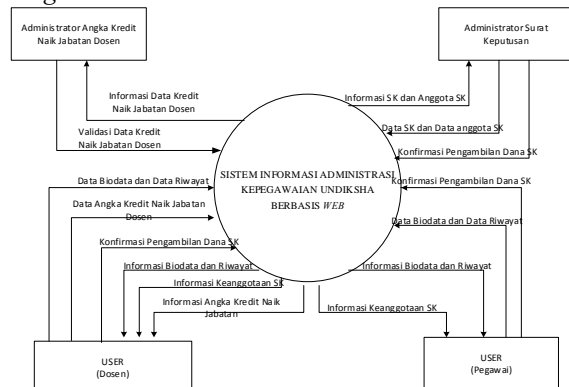 Administrator Angka Kredit
Naik Jabatan Dosen
Administrator Surat
Keputusan
Informasi Data Kredit
Naik Jabatan Dosen
Informasi SK dan Anggota SK
Validasi Data Kredit
Naik Jabatan Dosen
Data SK dan Data anggota SK
Konfirmasi Pengambilan Dana SK
SISTEM INFORMASI ADMINISTRASI
KEPEGAWAIAN UNDIKSHA
BERBASIS WEB
Data Biodata dan Data Riwayat
Konfirmasi Pengambilan Dana SK
Data Angka Kredit Naik Jabatan
Dosen
Data Biodata dan Data Riwayat
Konfirmasi Pengambilan Dana SK
Informasi Biodata dan Riwayat
Informasi Biodata dan Riwayat
Informasi Keanggotaan SK
Informasi Angka Kredit Naik
Jabatan
Informasi Keanggotaan SK
USER
(Dosen)
USER
(Pegawai)